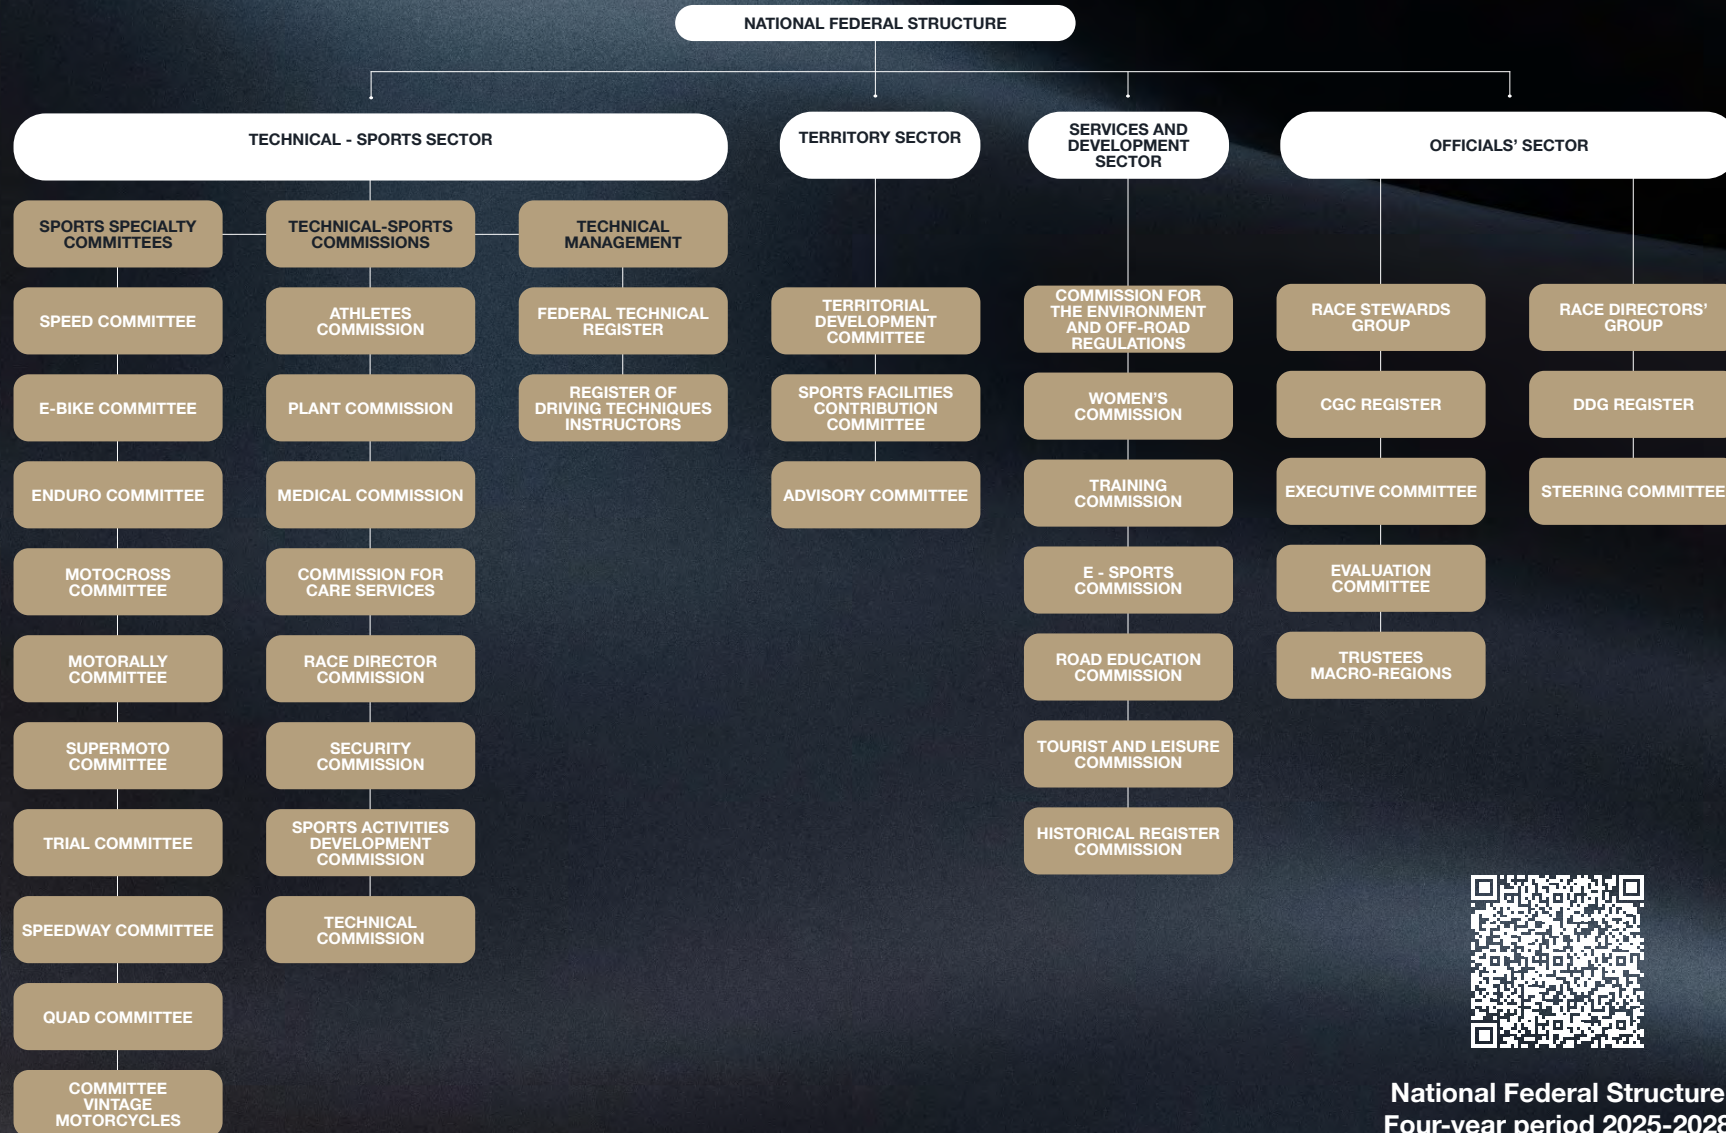 NATIONAL FEDERAL STRUCTURE
TECHNICAL - SPORTS SECTOR
SPORTS SPECIALTY
COMMITTEES
SPEED COMMITTEE
E-BIKE COMMITTEE
ENDURO COMMITTEE
MOTOCROSS
COMMITTEE
MOTORALLY
COMMITTEE
SUPERMOTO
COMMITTEE
TRIAL COMMITTEE
SPEEDWAY COMMITTEE
QUAD COMMITTEE
COMMITTEE
VINTAGE
MOTORCYCLES
TECHNICAL-SPORTS
COMMISSIONS
ATHLETES
COMMISSION
PLANT COMMISSION
MEDICAL COMMISSION
COMMISSION FOR
CARE SERVICES
RACE DIRECTOR
COMMISSION
SECURITY
COMMISSION
SPORTS ACTIVITIES
DEVELOPMENT
COMMISSION
TECHNICAL
COMMISSION
TECHNICAL
MANAGEMENT
FEDERAL TECHNICAL
REGISTER
REGISTER OF
DRIVING TECHNIQUES
INSTRUCTORS
TERRITORY SECTOR
TERRITORIAL
DEVELOPMENT
COMMITTEE
SPORTS FACILITIES
CONTRIBUTION
COMMITTEE
ADVISORY COMMITTEE
SERVICES AND
DEVELOPMENT
SECTOR
COMMISSION FOR
THE ENVIRONMENT
AND OFF-ROAD
REGULATIONS
WOMEN'S
COMMISSION
TRAINING
COMMISSION
E - SPORTS
COMMISSION
ROAD EDUCATION
COMMISSION
TOURIST AND LEISURE
COMMISSION
HISTORICAL REGISTER
COMMISSION
OFFICIALS' SECTOR
RACE STEWARDS
GROUP
CGC REGISTER
EXECUTIVE COMMITTEE
EVALUATION
COMMITTEE
TRUSTEES
MACRO-REGIONS
RACE DIRECTORS'
GROUP
DDG REGISTER
STEERING COMMITTEE
National Federal Structure
Four-year period 2025-2028